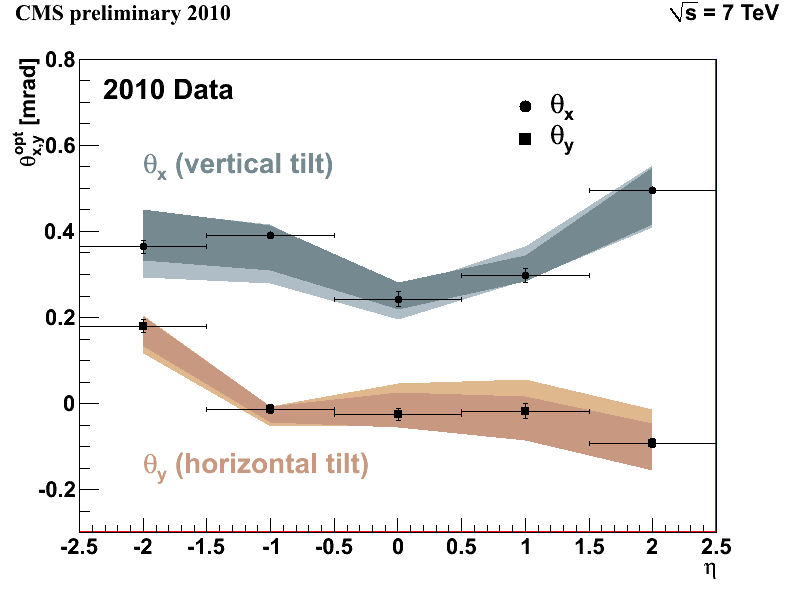 CMS preliminary 2010
√s = 7 TeV
θ^opt_x,y [mrad]
2010 Data
θx
θy
θx (vertical tilt)
θy (horizontal tilt)
0.8
0.6
0.4
0.2
0
-0.2
-2.5 -2 -1.5 -1 -0.5 0 0.5 1 1.5 2 2.5
η